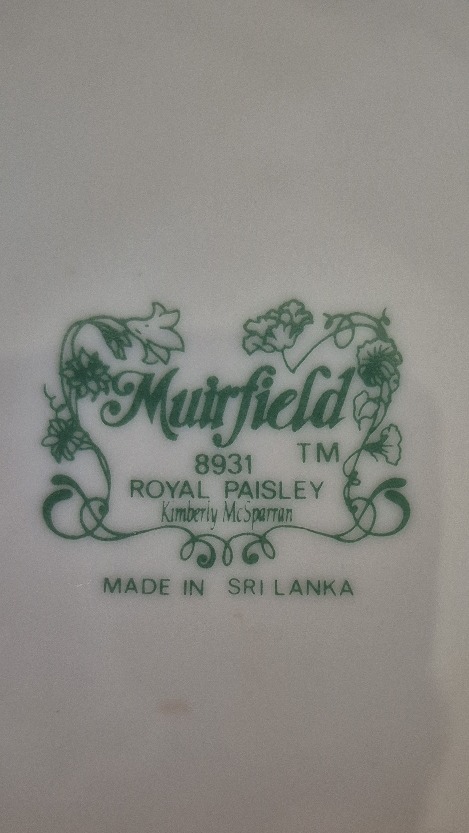 Muirfield
TM
8931
ROYAL PAISLEY
Kimberly McSparran
MADE IN SRI LANKA